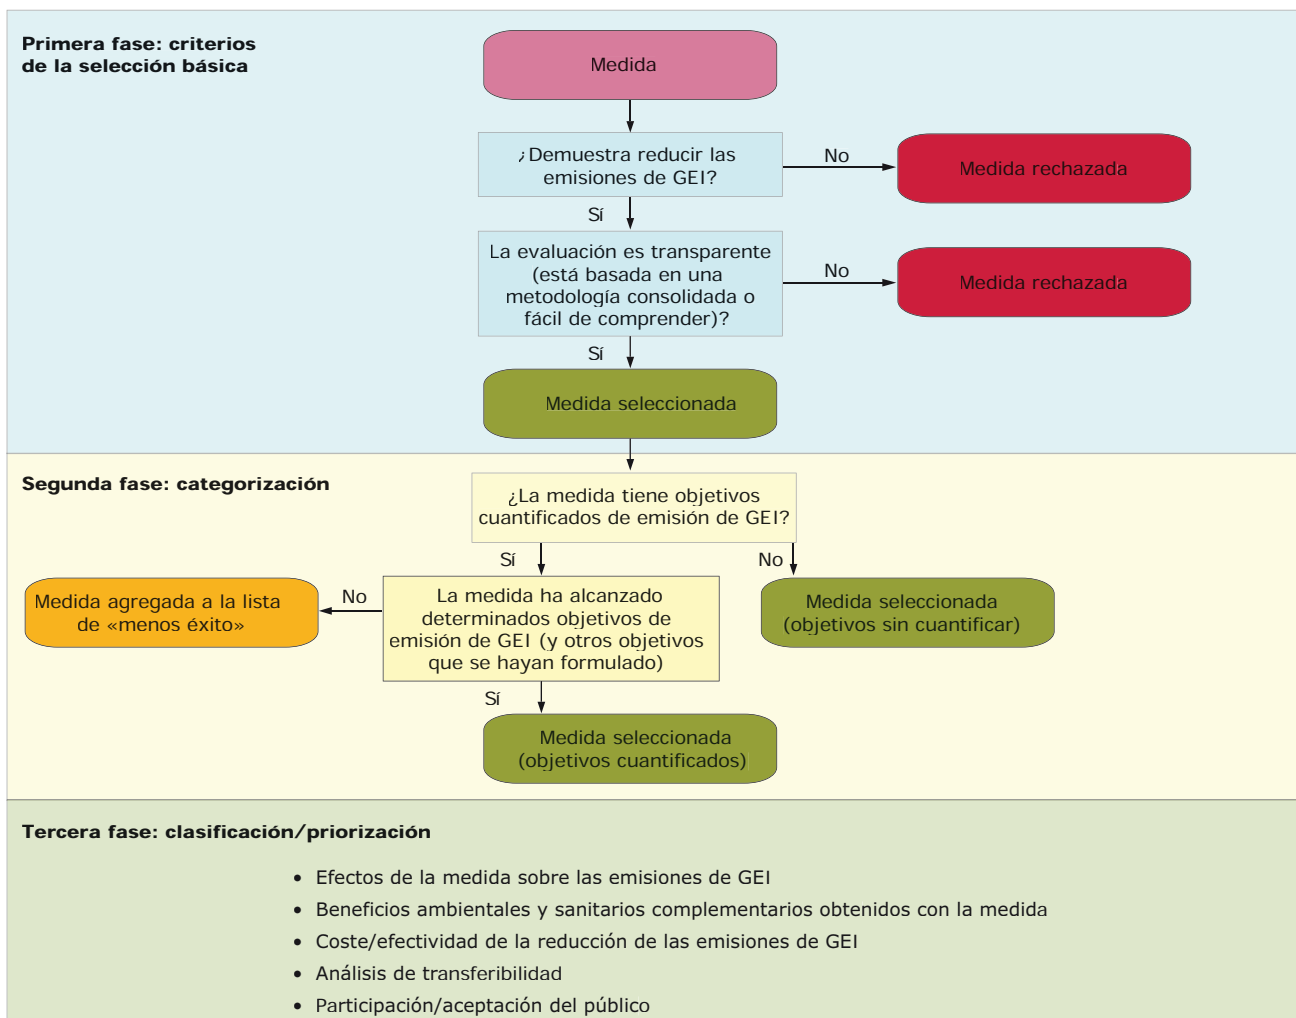 Primera fase: criterios
de la selección básica
Medida
¿Demuestra reducir las
emisiones de GEI?
No
Medida rechazada
Sí
La evaluación es transparente
(está basada en una
metodología consolidada o
fácil de comprender)?
No
Medida rechazada
Sí
Medida seleccionada
Segunda fase: categorización
¿La medida tiene objetivos
cuantificados de emisión de GEI?
Sí
No
Medida agregada a la lista
de «menos éxito»
No
La medida ha alcanzado
determinados objetivos de
emisión de GEI (y otros objetivos
que se hayan formulado)
Medida seleccionada
(objetivos sin cuantificar)
Sí
Medida seleccionada
(objetivos cuantificados)
Tercera fase: clasificación/priorización
• Efectos de la medida sobre las emisiones de GEI
• Beneficios ambientales y sanitarios complementarios obtenidos con la medida
• Coste/efectividad de la reducción de las emisiones de GEI
• Análisis de transferibilidad
• Participación/aceptación del público